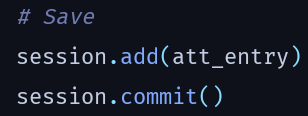 # Save
session.add(att_entry)
session.commit()